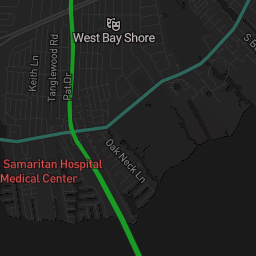 West Bay Shore
Keith Ln
Tanglewood Rd
Pat Dr
S B
Samaritan Hospital
Medical Center
Oak Neck Ln